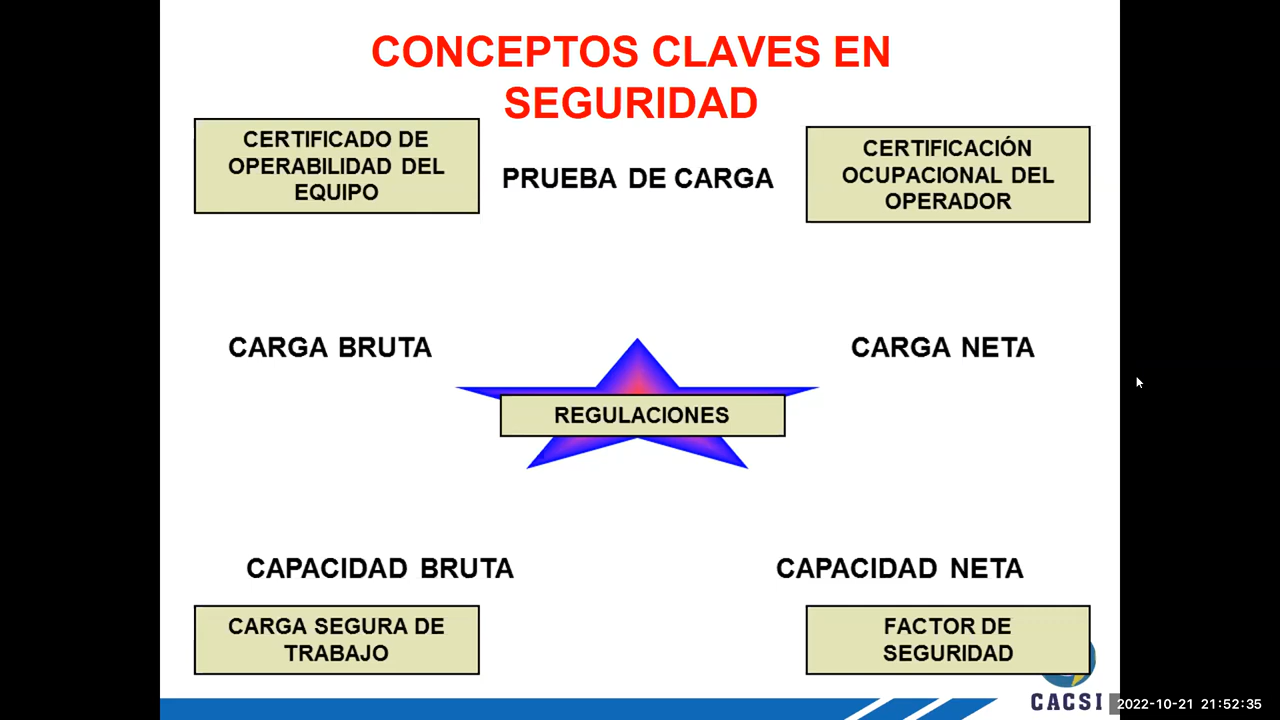 CONCEPTOS CLAVES EN
SEGURIDAD
CERTIFICADO DE
OPERABILIDAD DEL
EQUIPO
PRUEBA DE CARGA
CERTIFICACIÓN
OCUPACIONAL DEL
OPERADOR
CARGA BRUTA
CARGA NETA
REGULACIONES
CAPACIDAD BRUTA
CAPACIDAD NETA
CARGA SEGURA DE
TRABAJO
FACTOR DE
SEGURIDAD
CACSI
2022-10-21 21:52:35